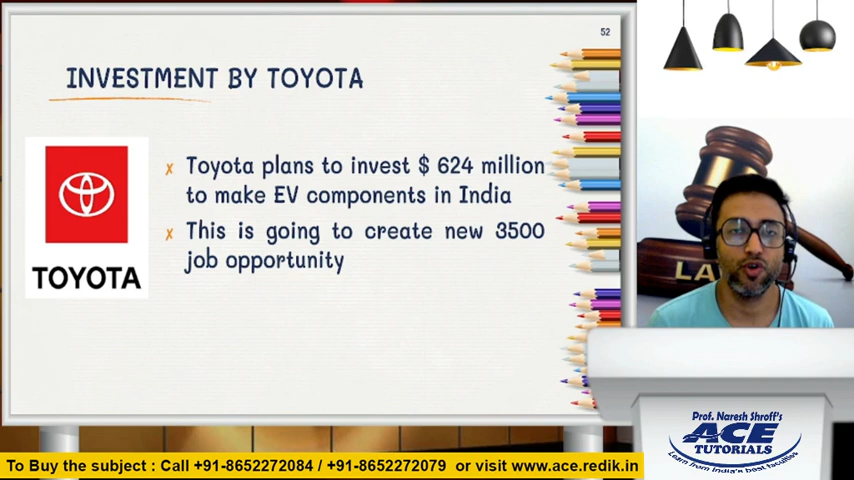 52
INVESTMENT BY TOYOTA
Toyota plans to invest $ 624 million
to make EV components in India
This is going to create new 3500
job opportunity
TOYOTA
LA
Prof. Naresh Shroff's
ACE
TUTORIALS
Learn from India's best faculties
To Buy the subject : Call +91-8652272084 / +91-8652272079 or visit www.ace.redik.in